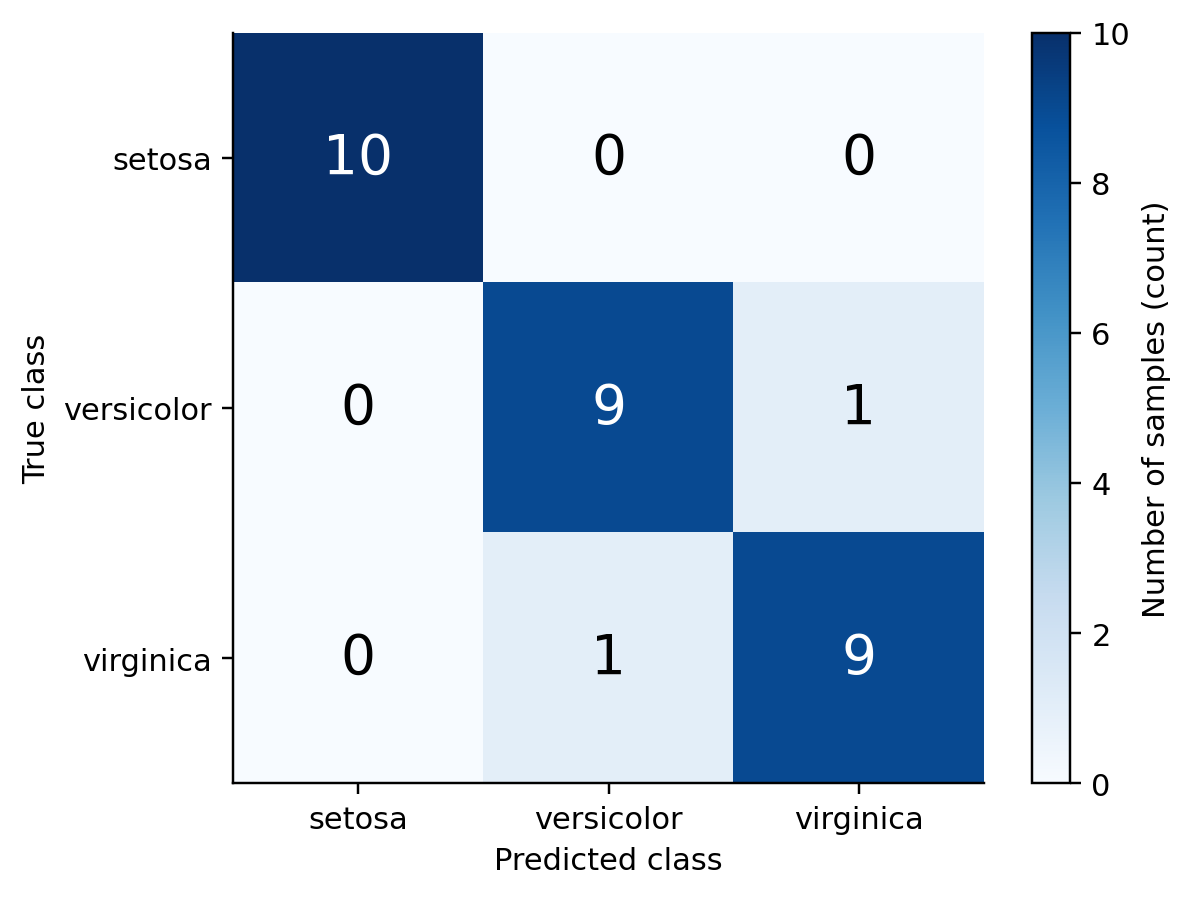 setosa 10 0 0
versicolor 0 9 1
virginica 0 1 9
setosa versicolor virginica
Predicted class
True class
10
8
6
4
2
0
Number of samples (count)